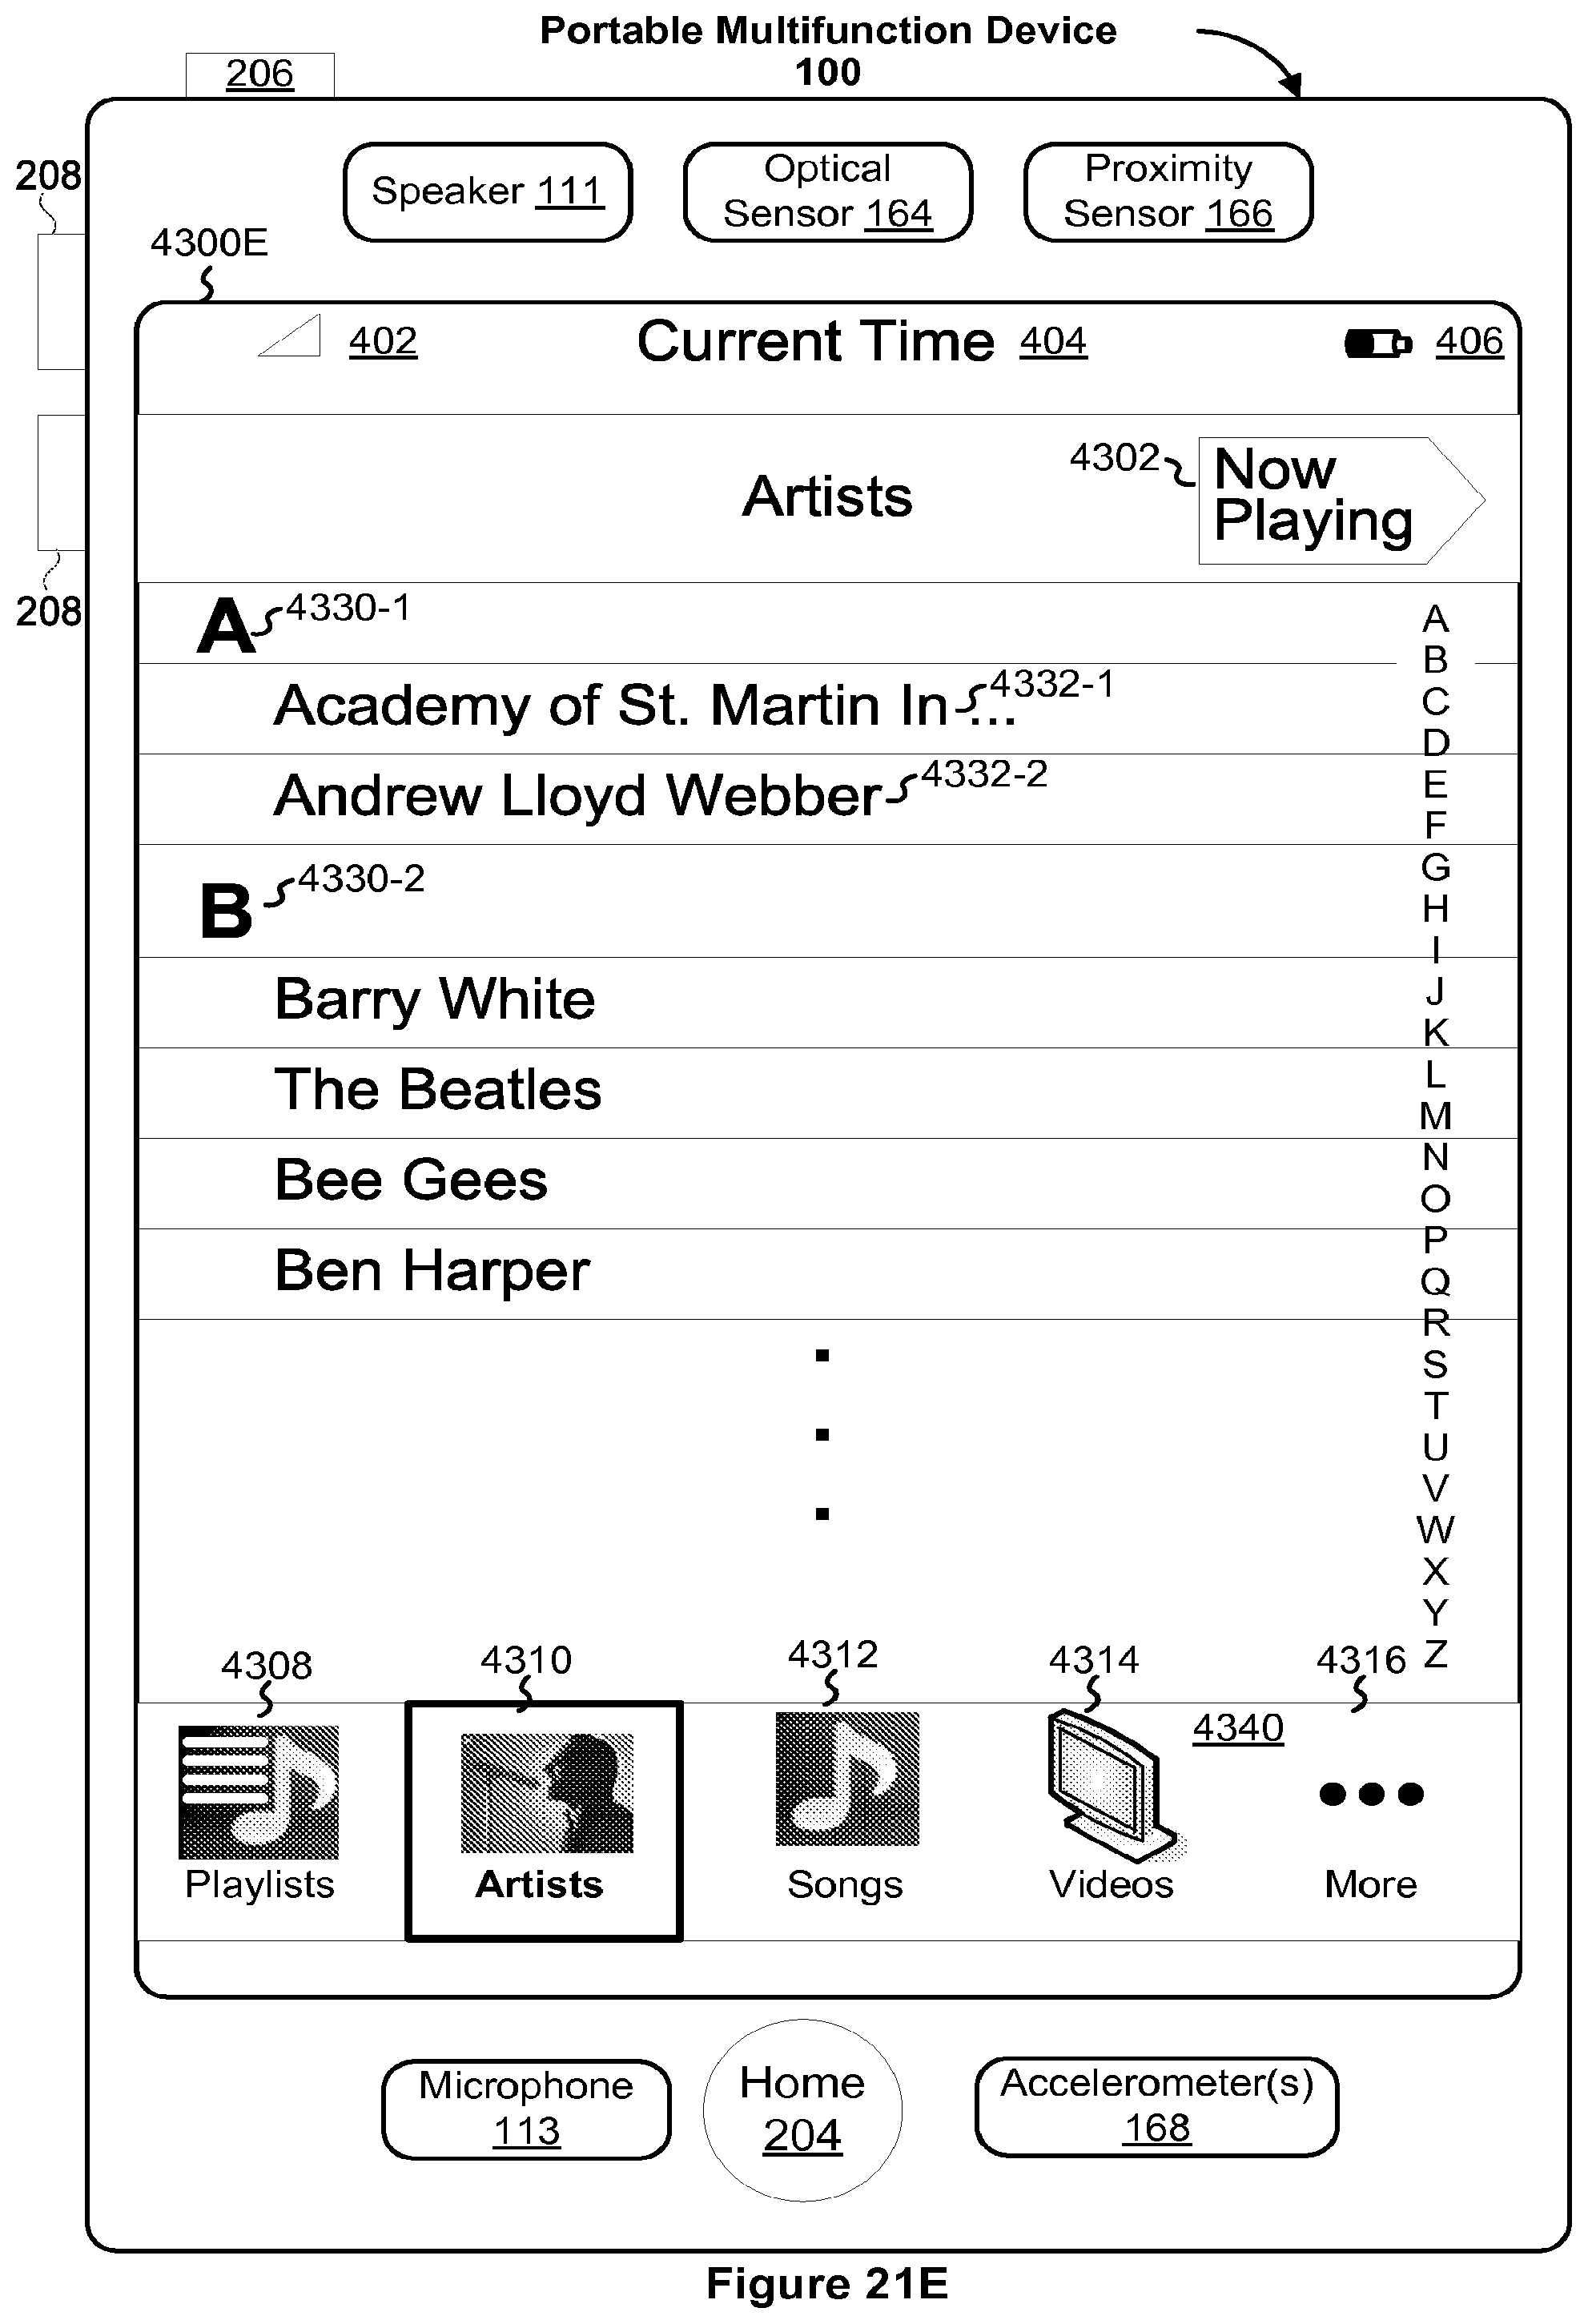 Portable Multifunction Device
100
206
208
Speaker 111
Optical
Sensor 164
Proximity
Sensor 166
4300E
402
Current Time 404
406
Artists
4302
Now
Playing
208
A
4330-1
Academy of St. Martin In ...
4332-1
Andrew Lloyd Webber
4332-2
B
4330-2
Barry White
The Beatles
Bee Gees
Ben Harper
A
B
C
D
E
F
G
H
I
J
K
L
M
N
O
P
Q
R
S
T
U
V
W
X
Y
Z
4308
4310
4312
4314
4316
4340
Playlists
Artists
Songs
Videos
More
Microphone
113
Home
204
Accelerometer(s)
168
Figure 21E